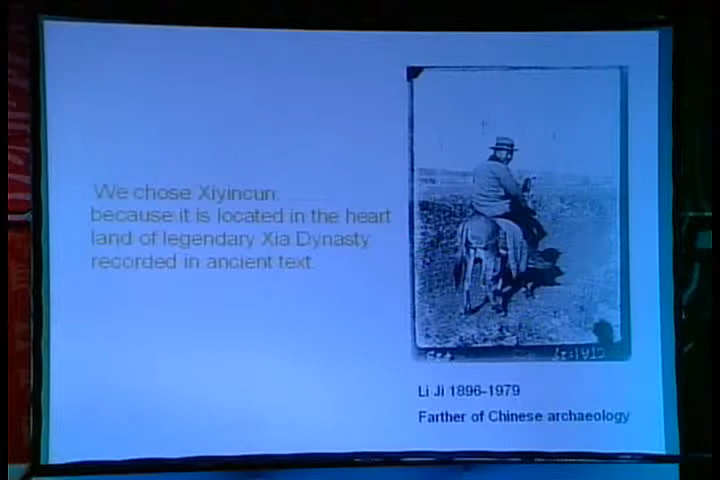 We chose Xiyincun,
because it is located in the heart
land of legendary Xia Dynasty
recorded in ancient text.
Li Ji 1896-1979
Farther of Chinese archaeology